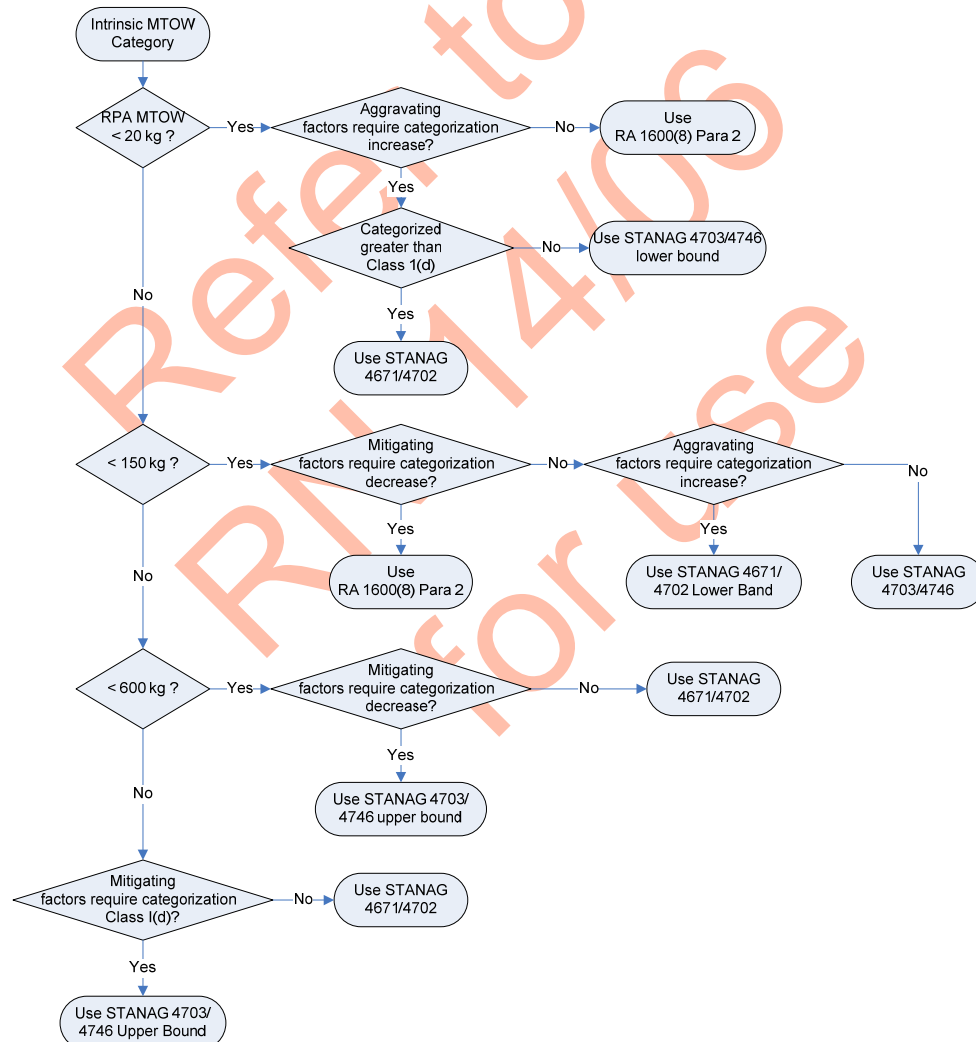 Intrinsic MTOW
Category
RPA MTOW
< 20 kg ?
Yes
Aggravating
factors require categorization
increase?
No
Use
RA 1600(8) Para 2
Yes
Categorized
greater than
Class 1(d)
No
Use STANAG 4703/4746
lower bound
Yes
Use STANAG
4671/4702
No
< 150 kg ?
Yes
Mitigating
factors require categorization
decrease?
No
Aggravating
factors require categorization
increase?
No
Yes
Use
RA 1600(8) Para 2
Yes
Use STANAG 4671/
4702 Lower Band
Use STANAG
4703/4746
No
< 600 kg ?
Yes
Mitigating
factors require categorization
decrease?
No
Use STANAG
4671/4702
Yes
Use STANAG 4703/
4746 upper bound
No
Mitigating
factors require categorization
Class I(d)?
No
Use STANAG
4671/4702
Yes
Use STANAG 4703/
4746 Upper Bound
Refer to
RN 14/06
for use